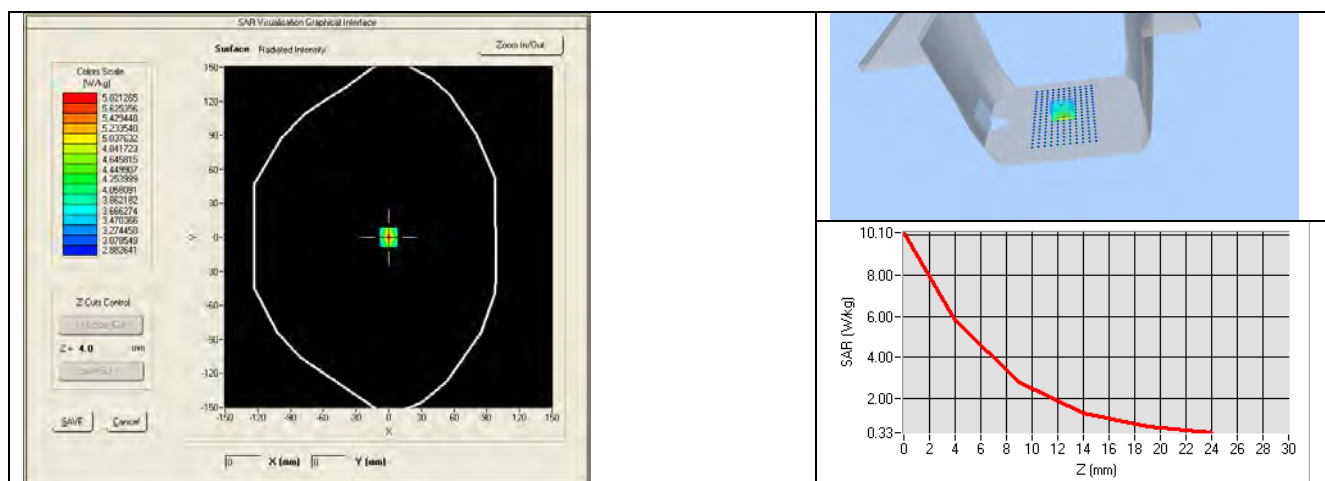 SAR Visualisation Graphical Interface
Surface Radiated Intensity
Zoom In/Out
Colors Scale
(W/kg)
5.821265
5.625356
5.429448
5.233540
5.037632
4.841723
4.645815
4.449907
4.253999
4.058091
3.862182
3.666274
3.470366
3.274458
3.078549
2.882641
Z Cuts Control
Z = 4.0 mm
SAVE Cancel
150-
120-
90-
60-
30-
Y 0-
-30-
-60-
-90-
-120-
-150-
-150 -120 -90 -60 -30 0 30 60 90 120 150
X
0 X (mm) 0 Y (mm)
10.10-
8.00-
6.00-
4.00-
2.00-
0.33-
SAR (W/kg)
0 2 4 6 8 10 12 14 16 18 20 22 24 26 28 30
Z (mm)